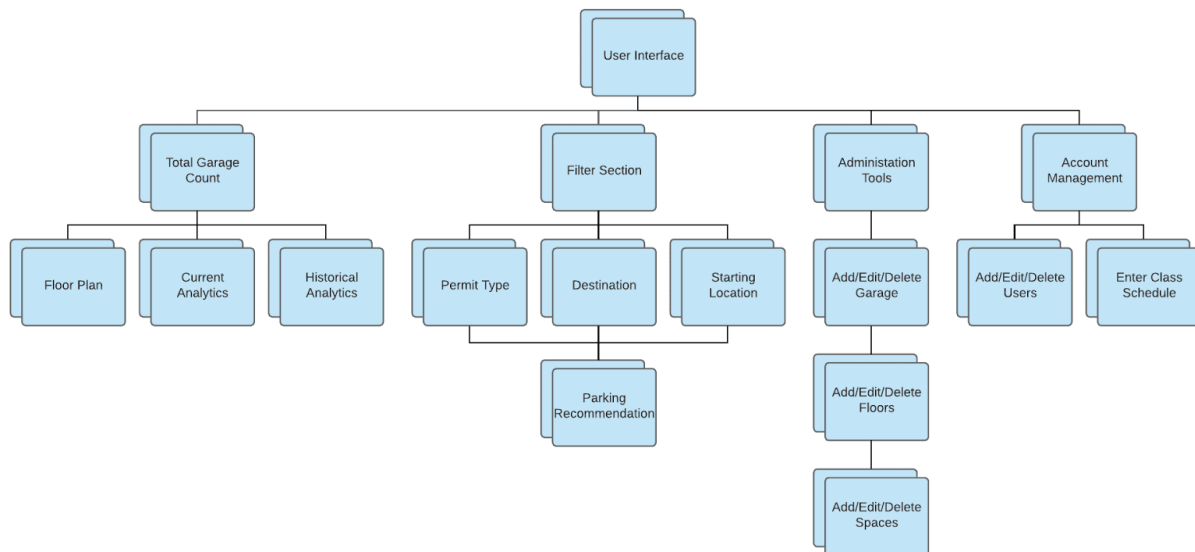 User Interface
Total Garage
Count
Filter Section
Administation
Tools
Account
Management
Floor Plan
Current
Analytics
Historical
Analytics
Permit Type
Destination
Starting
Location
Add/Edit/Delete
Garage
Add/Edit/Delete
Users
Enter Class
Schedule
Parking
Recommendation
Add/Edit/Delete
Floors
Add/Edit/Delete
Spaces